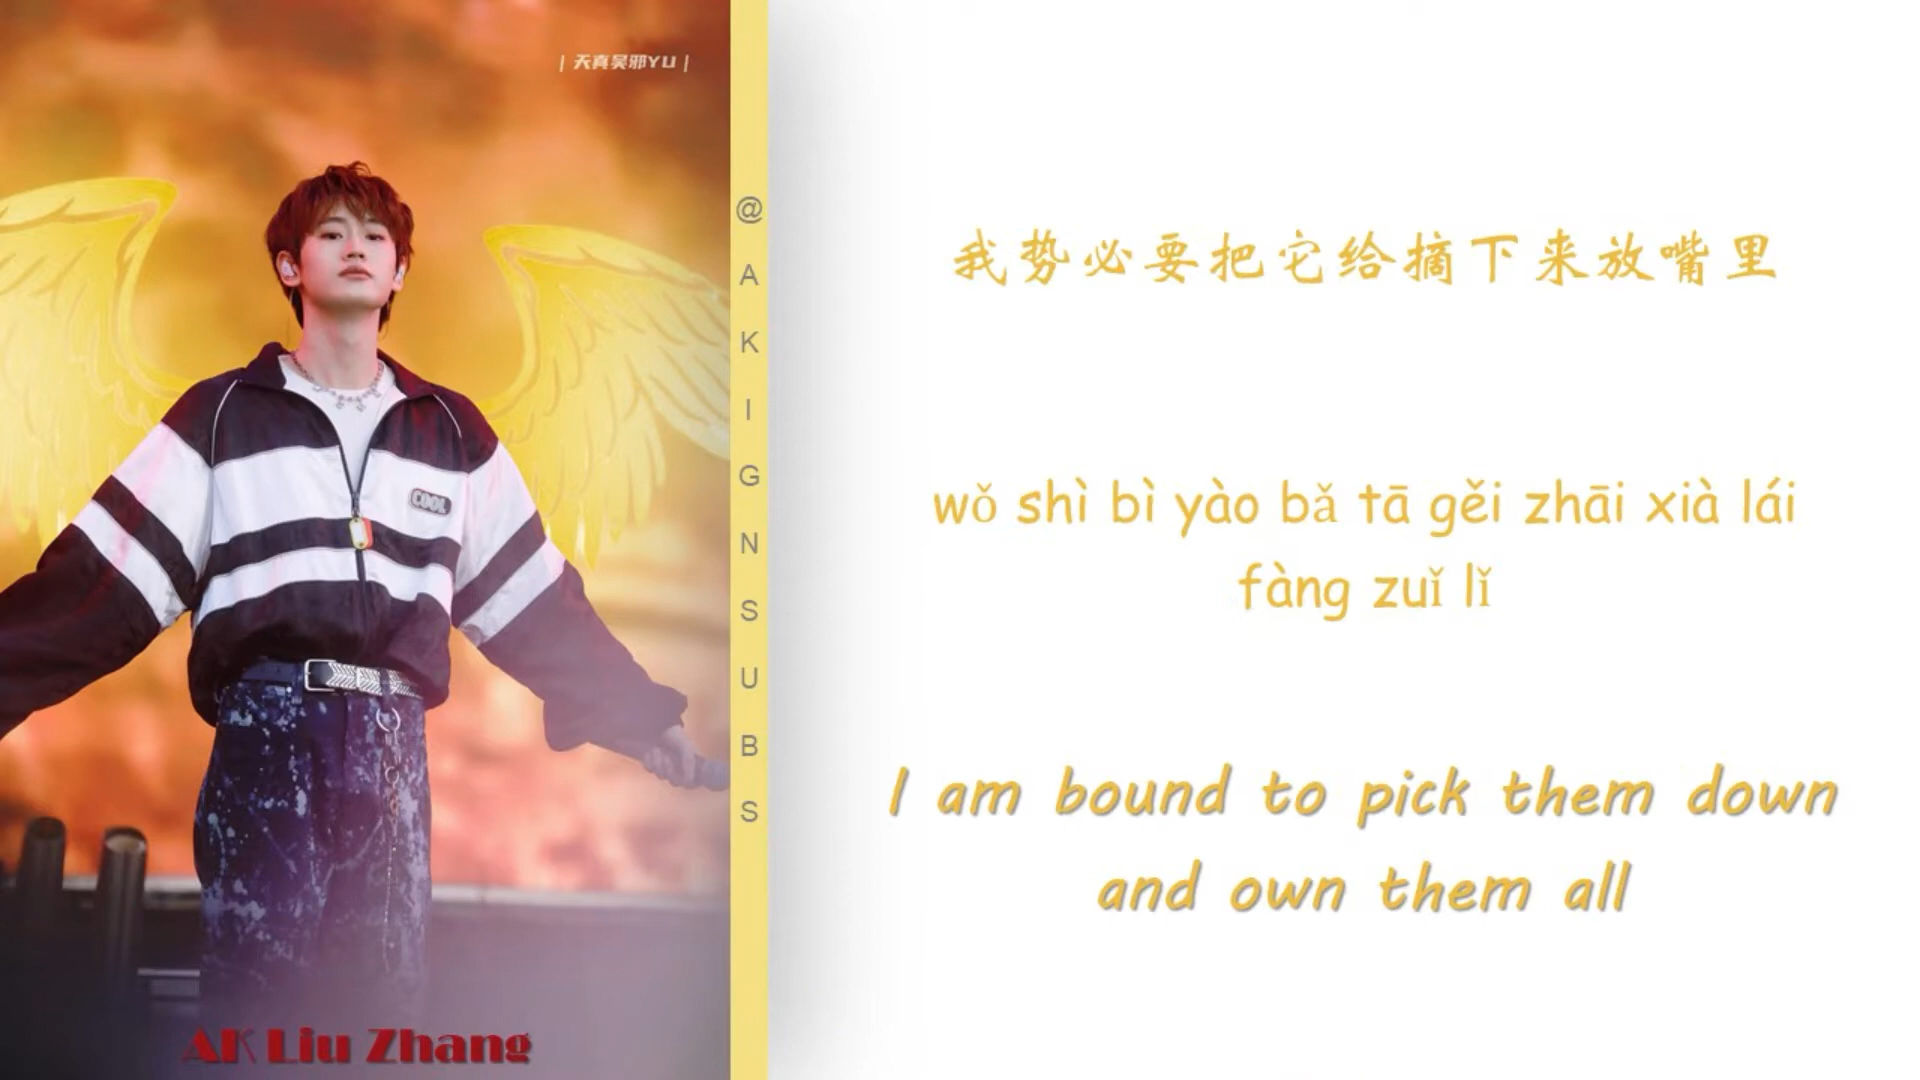 | 天真吴邪YU |
COOL
@AKIGNSUBS
AK Liu Zhang
我势必要把它给摘下来放嘴里
wǒ shì bì yào bǎ tā gěi zhāi xià lái
fàng zuǐ lǐ
I am bound to pick them down
and own them all